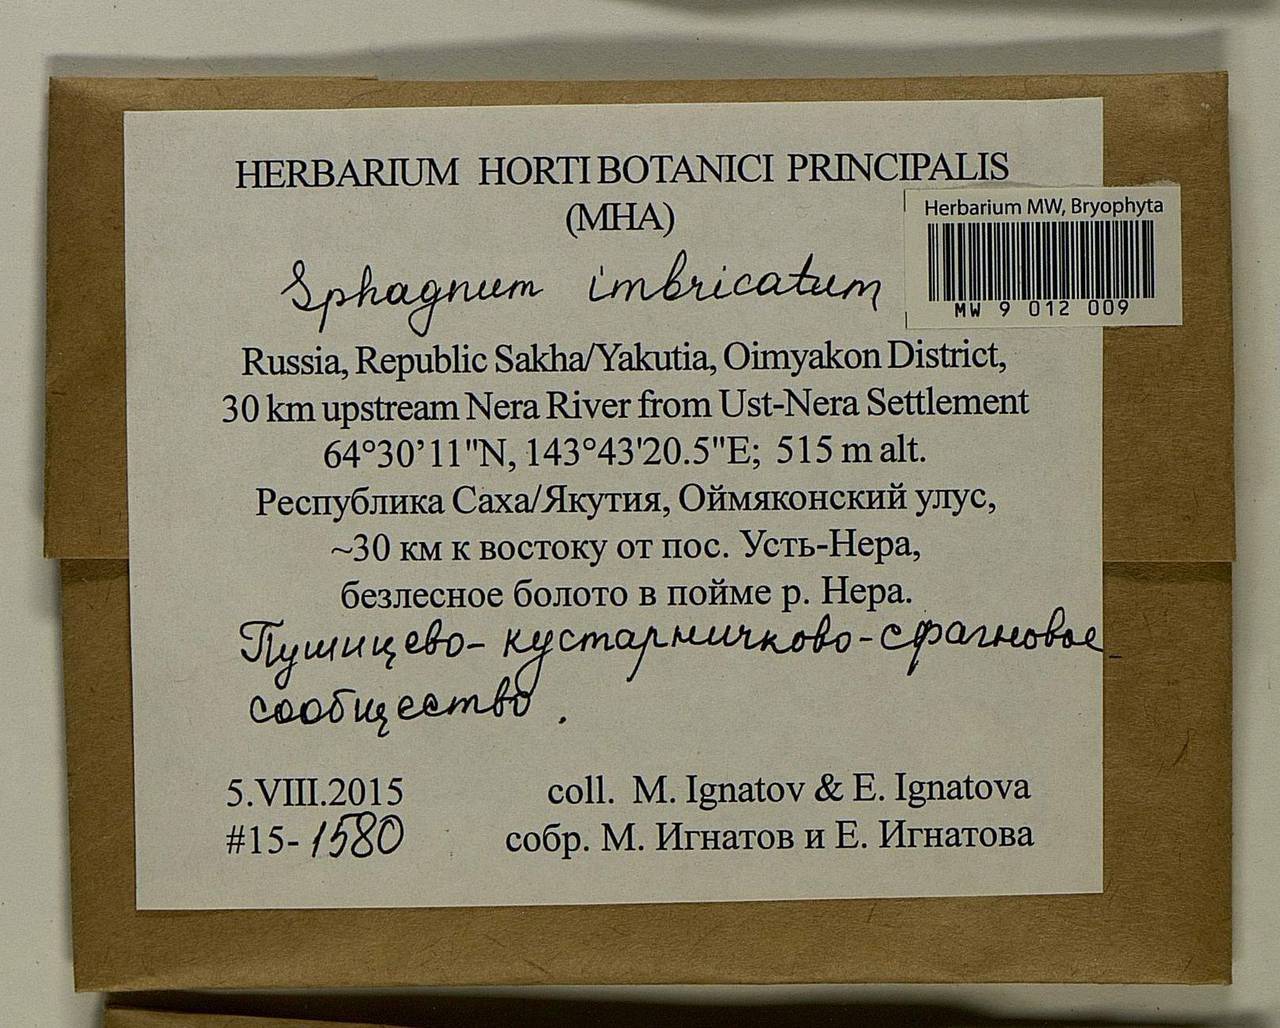 HERBARIUM HORTI BOTANICI PRINCIPALIS
(MHA)
Herbarium MW, Bryophyta
MW 9 012 009
Sphagnum imbricatum
Russia, Republic Sakha/Yakutia, Oimyakon District,
30 km upstream Nera River from Ust-Nera Settlement
64°30’11"N, 143°43'20.5"E; 515 m alt.
Республика Саха/Якутия, Оймяконский улус,
~30 км к востоку от пос. Усть-Нера,
безлесное болото в пойме р. Нера.
Пушицево-кустарничково-сфагновое
сообщество.
5.VIII.2015 coll. M. Ignatov & E. Ignatova
#15-1580 собр. М. Игнатов и Е. Игнатова